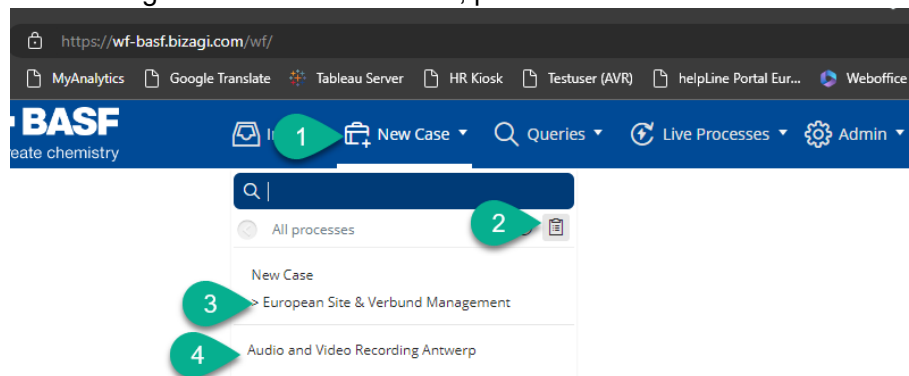 https://wf-basf.bizagi.com/wf/
MyAnalytics Google Translate Tableau Server HR Kiosk Testuser (AVR) helpLine Portal Eur... Weboffice
BASF
eate chemistry
1 New Case Queries Live Processes Admin
All processes 2
New Case
3 > European Site & Verbund Management
4 Audio and Video Recording Antwerp